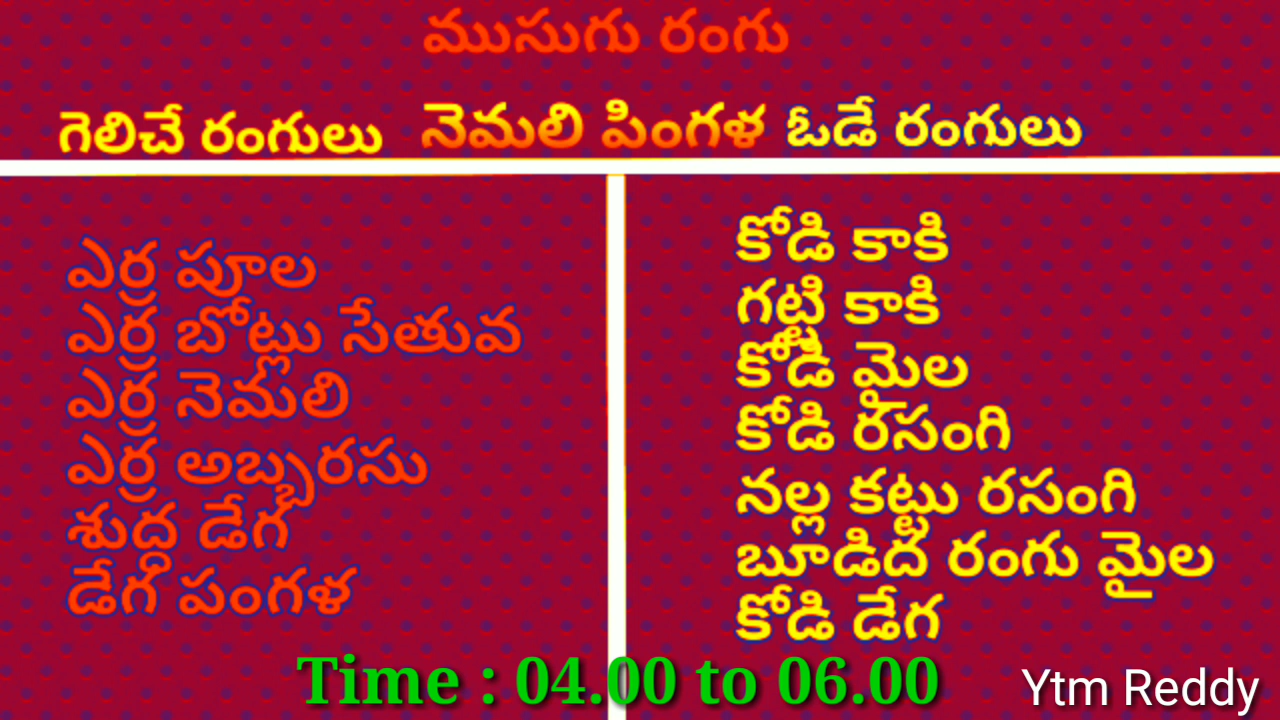 ముసుగు రంగు
గెలిచే రంగులు నెమలి పింగళ ఓడే రంగులు
ఎర్ర పూల
ఎర్ర బోట్లు సేతువ
ఎర్ర నెమలి
ఎర్ర అబ్బరసు
శుద్ధ డేగ
డేగ పంగళ
కోడి కాకి
గట్టి కాకి
కోడి మైల
కోడి రసంగి
నల్ల కట్టు రసంగి
బూడిద రంగు మైల
కోడి డేగ
Time : 04.00 to 06.00
Ytm Reddy